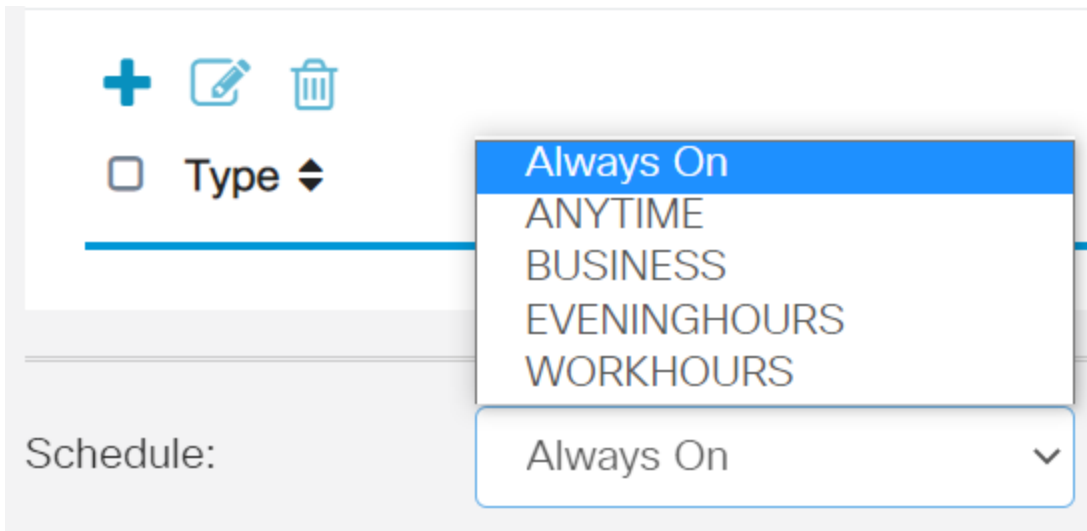 Type
Always On
ANYTIME
BUSINESS
EVENINGHOURS
WORKHOURS
Schedule:
Always On